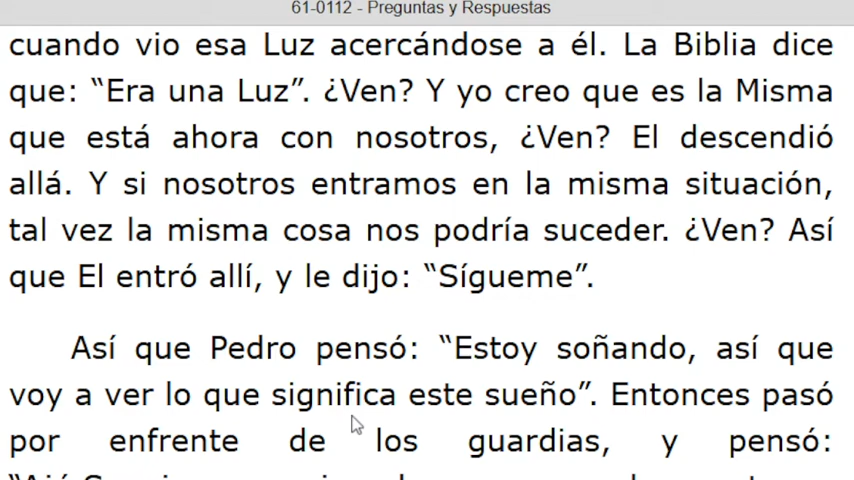 61-0112 - Preguntas y Respuestas
cuando vio esa Luz acercándose a él. La Biblia dice
que: “Era una Luz”. ¿Ven? Y yo creo que es la Misma
que está ahora con nosotros, ¿Ven? El descendió
allá. Y si nosotros entramos en la misma situación,
tal vez la misma cosa nos podría suceder. ¿Ven? Así
que El entró allí, y le dijo: “Sígueme”.
Así que Pedro pensó: “Estoy soñando, así que
voy a ver lo que significa este sueño”. Entonces pasó
por enfrente de los guardias, y pensó: